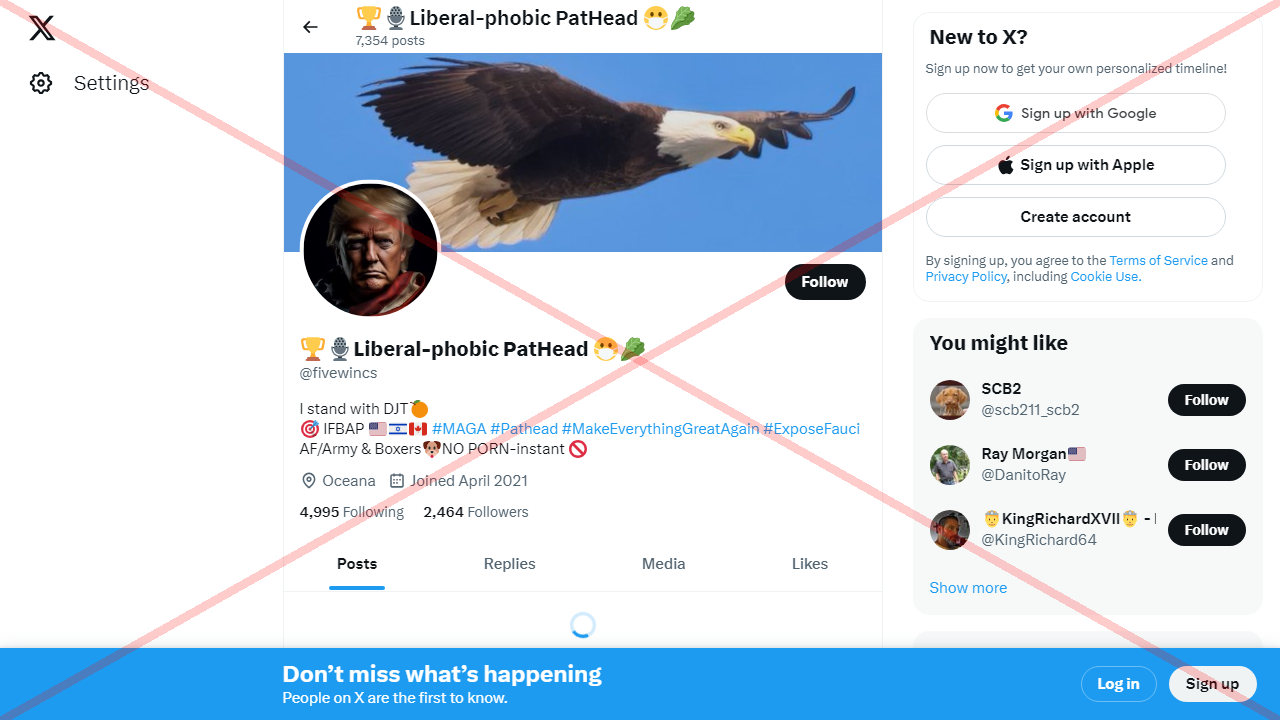 Settings
🏆🎙️Liberal-phobic PatHead 😷🥬
7,354 posts
Follow
🏆🎙️Liberal-phobic PatHead 😷🥬
@fivewincs
I stand with DJT🍊
🎯 IFBAP 🇺🇸🇮🇱🇨🇦 #MAGA #Pathead #MakeEverythingGreatAgain #ExposeFauci
AF/Army & Boxers🐶NO PORN-instant 🚫
Oceana Joined April 2021
4,995 Following 2,464 Followers
Posts Replies Media Likes
New to X?
Sign up now to get your own personalized timeline!
Sign up with Google
Sign up with Apple
Create account
By signing up, you agree to the Terms of Service and
Privacy Policy, including Cookie Use.
You might like
SCB2
@scb211_scb2
Follow
Ray Morgan🇺🇸
@DanitoRay
Follow
🤴KingRichardXVII🤴 -
@KingRichard64
Follow
Show more
Don’t miss what’s happening
People on X are the first to know.
Log in
Sign up